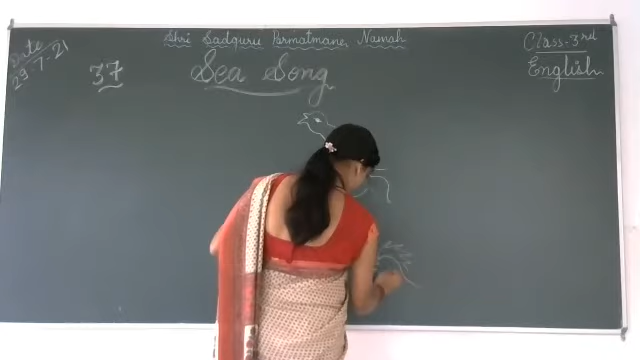 Shri Sadguru Parmatmane Namah
Date
29-7-21
37
Sea Song
Class-3rd
English